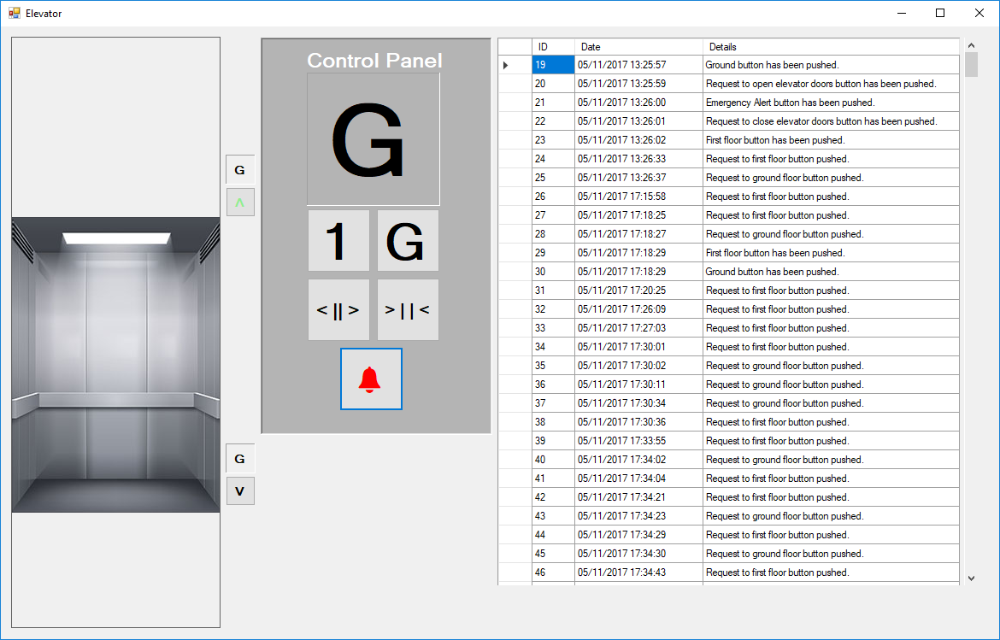 Elevator
G
^
G
V
Control Panel
G
1 G
< || > > | | <
ID Date Details
19 05/11/2017 13:25:57 Ground button has been pushed.
20 05/11/2017 13:25:59 Request to open elevator doors button has been pushed.
21 05/11/2017 13:26:00 Emergency Alert button has been pushed.
22 05/11/2017 13:26:01 Request to close elevator doors button has been pushed.
23 05/11/2017 13:26:02 First floor button has been pushed.
24 05/11/2017 13:26:33 Request to first floor button pushed.
25 05/11/2017 13:26:37 Request to ground floor button pushed.
26 05/11/2017 17:15:58 Request to first floor button pushed.
27 05/11/2017 17:18:25 Request to first floor button pushed.
28 05/11/2017 17:18:27 Request to ground floor button pushed.
29 05/11/2017 17:18:29 First floor button has been pushed.
30 05/11/2017 17:18:29 Ground button has been pushed.
31 05/11/2017 17:20:25 Request to first floor button pushed.
32 05/11/2017 17:26:09 Request to first floor button pushed.
33 05/11/2017 17:27:03 Request to first floor button pushed.
34 05/11/2017 17:30:01 Request to first floor button pushed.
35 05/11/2017 17:30:02 Request to ground floor button pushed.
36 05/11/2017 17:30:11 Request to ground floor button pushed.
37 05/11/2017 17:30:34 Request to ground floor button pushed.
38 05/11/2017 17:30:36 Request to first floor button pushed.
39 05/11/2017 17:33:55 Request to first floor button pushed.
40 05/11/2017 17:34:02 Request to ground floor button pushed.
41 05/11/2017 17:34:04 Request to first floor button pushed.
42 05/11/2017 17:34:21 Request to first floor button pushed.
43 05/11/2017 17:34:23 Request to ground floor button pushed.
44 05/11/2017 17:34:29 Request to first floor button pushed.
45 05/11/2017 17:34:30 Request to ground floor button pushed.
46 05/11/2017 17:34:43 Request to first floor button pushed.